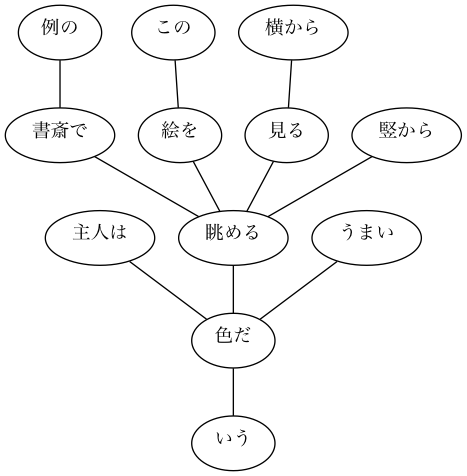 例の この 横から
書斎で 絵を 見る 竪から
主人は 眺める うまい
色だ
いう